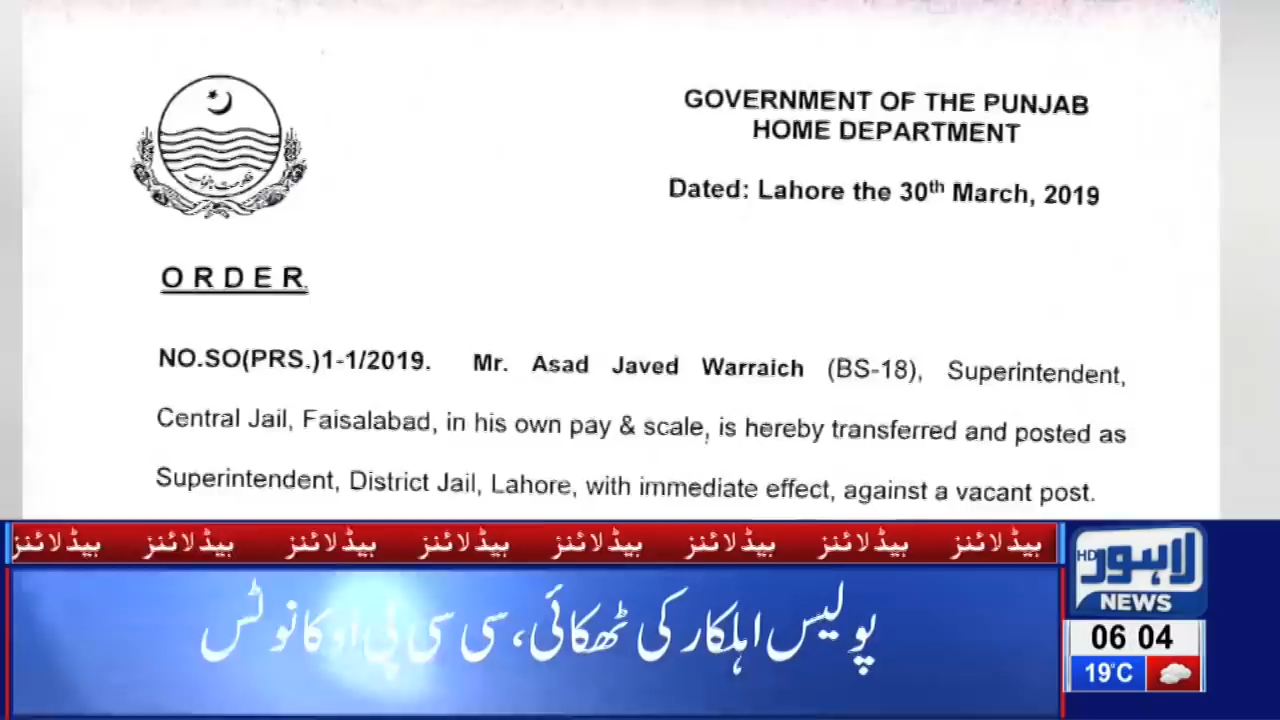 حکومت پنجاب
GOVERNMENT OF THE PUNJAB
HOME DEPARTMENT
Dated: Lahore the 30th March, 2019
ORDER
NO.SO(PRS.)1-1/2019. Mr. Asad Javed Warraich (BS-18), Superintendent,
Central Jail, Faisalabad, in his own pay & scale, is hereby transferred and posted as
Superintendent, District Jail, Lahore, with immediate effect, against a vacant post.
ہیڈلائنز ہیڈلائنز ہیڈلائنز ہیڈلائنز ہیڈلائنز ہیڈلائنز ہیڈلائنز ہیڈلائنز
پولیس اہلکار کی ٹھکائی، سی سی پی او کا نوٹس
HD لاہور
NEWS
06 04
19°C